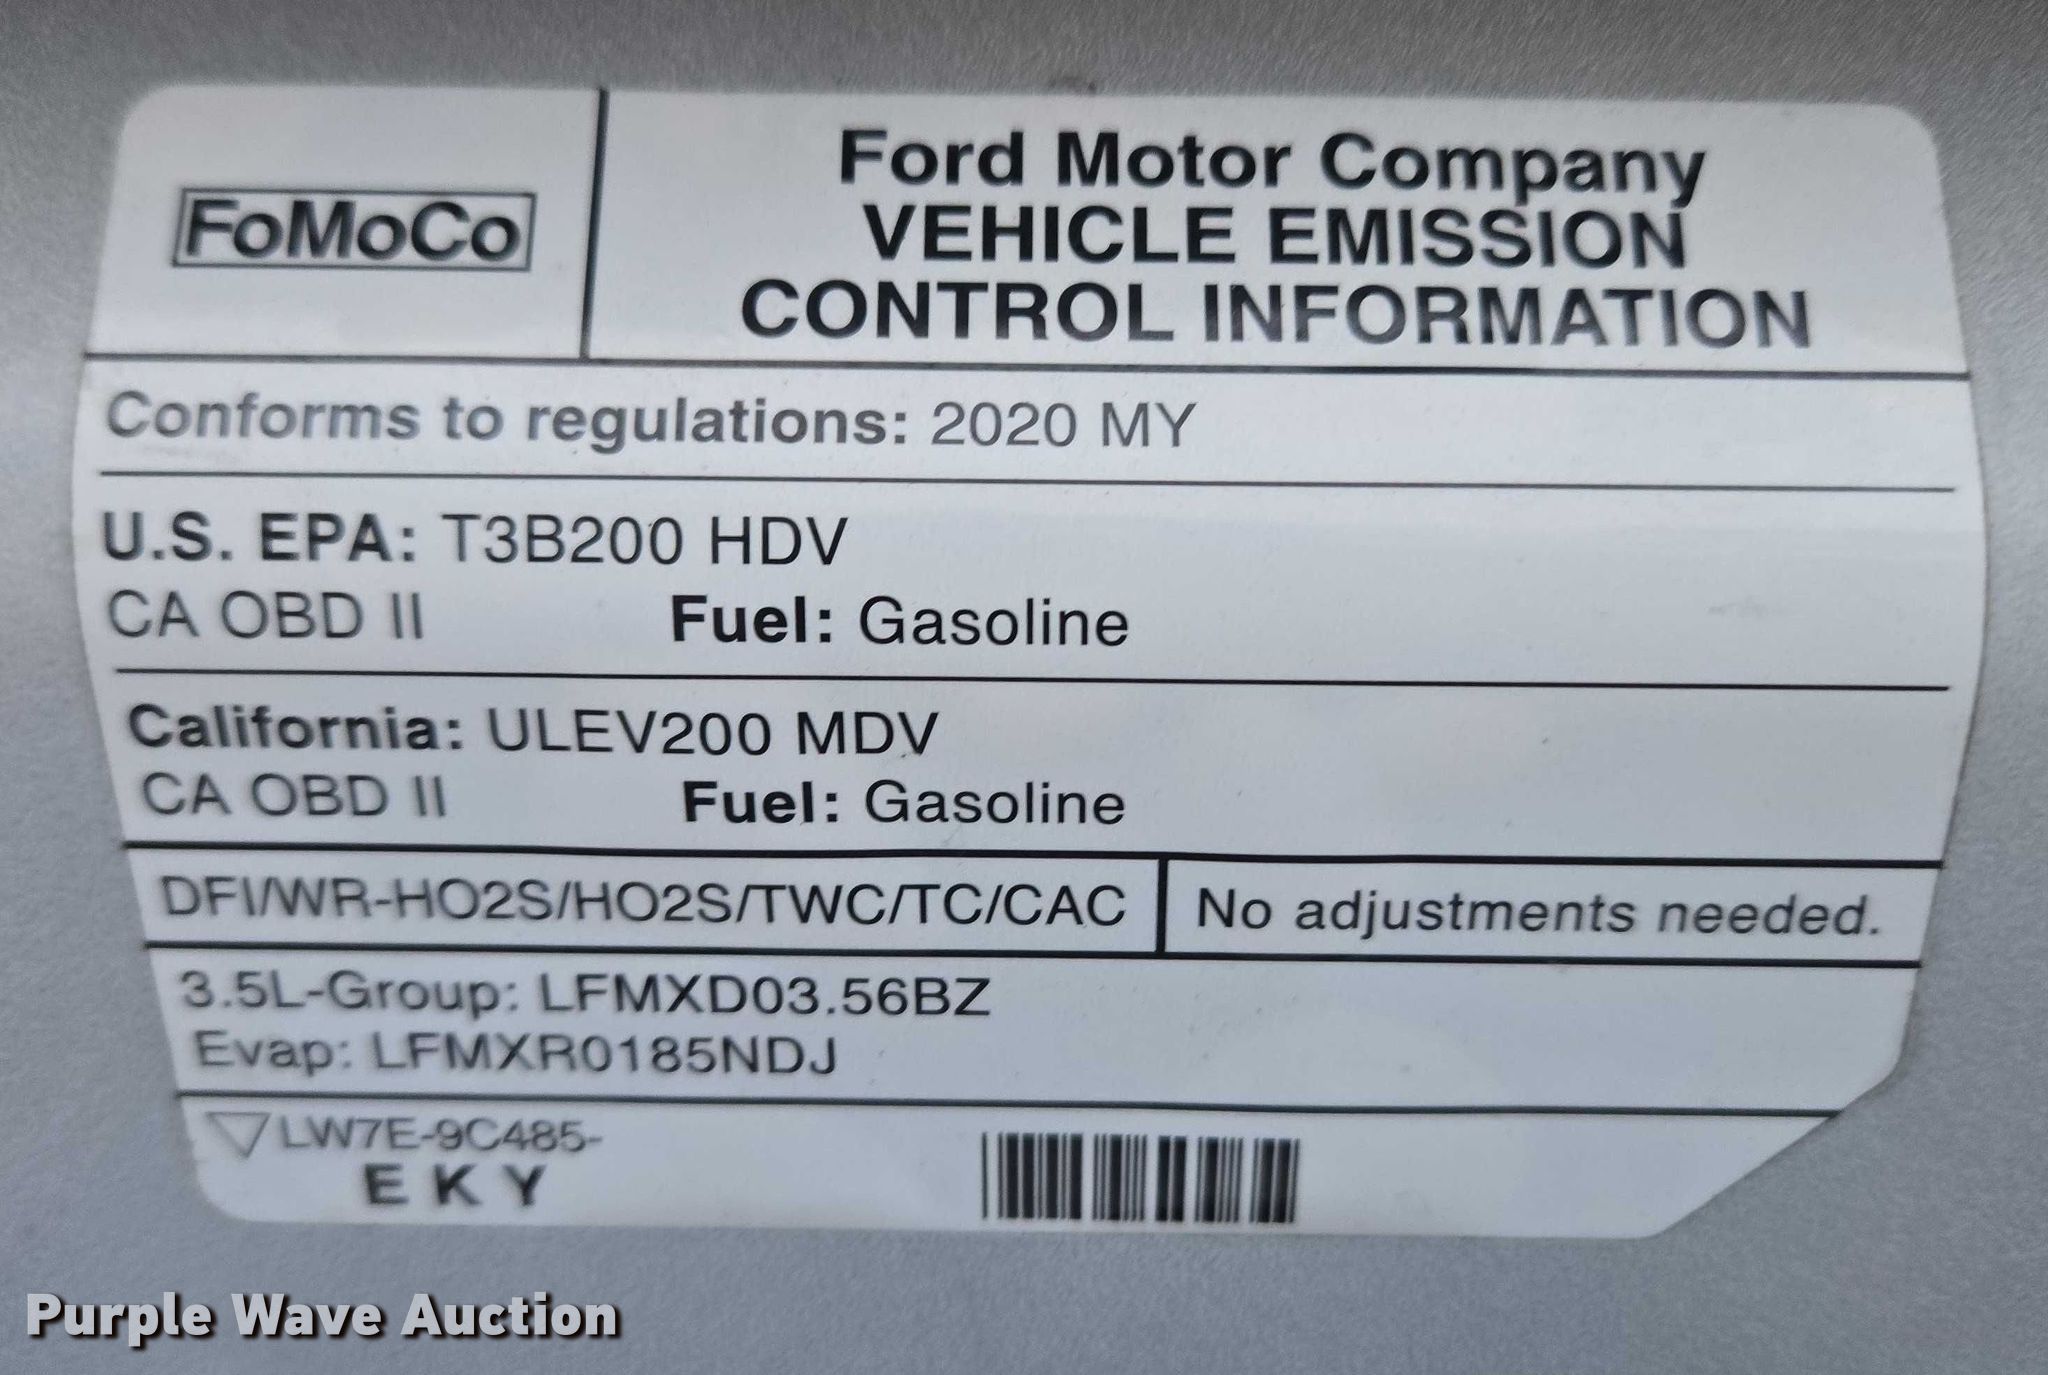 FoMoCo
Ford Motor Company
VEHICLE EMISSION
CONTROL INFORMATION
Conforms to regulations: 2020 MY
U.S. EPA: T3B200 HDV
CA OBD II Fuel: Gasoline
California: ULEV200 MDV
CA OBD II Fuel: Gasoline
DFI/WR-HO2S/HO2S/TWC/TC/CAC
No adjustments needed.
3.5L-Group: LFMXD03.56BZ
Evap: LFMXR0185NDJ
LW7E-9C485-
E K Y
Purple Wave Auction